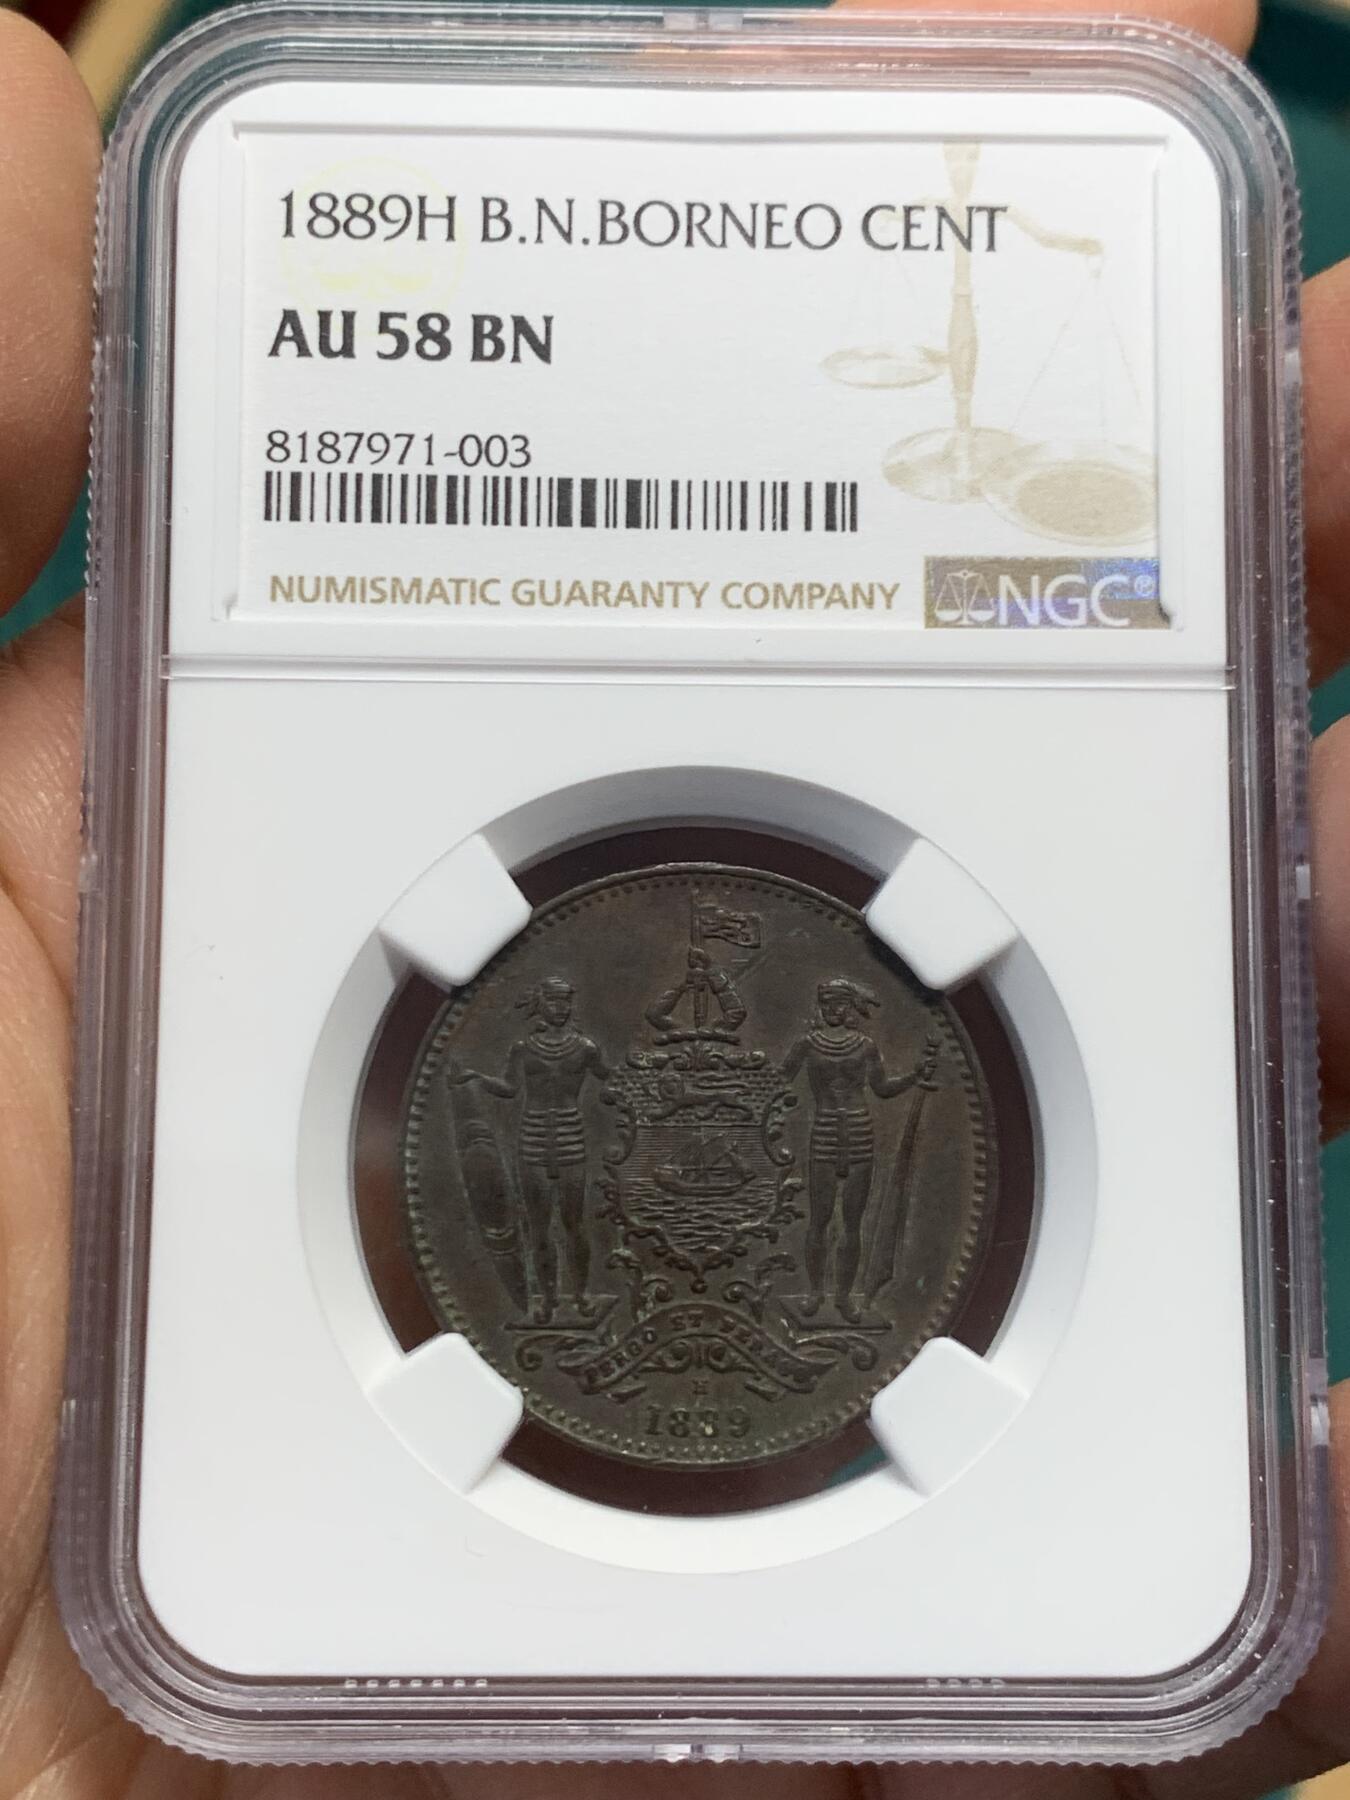 1889H B.N.BORNEO CENT
AU 58 BN
8187971-003
NUMISMATIC GUARANTY COMPANY
NGC®
PERGO ET PERAGO
H
1889